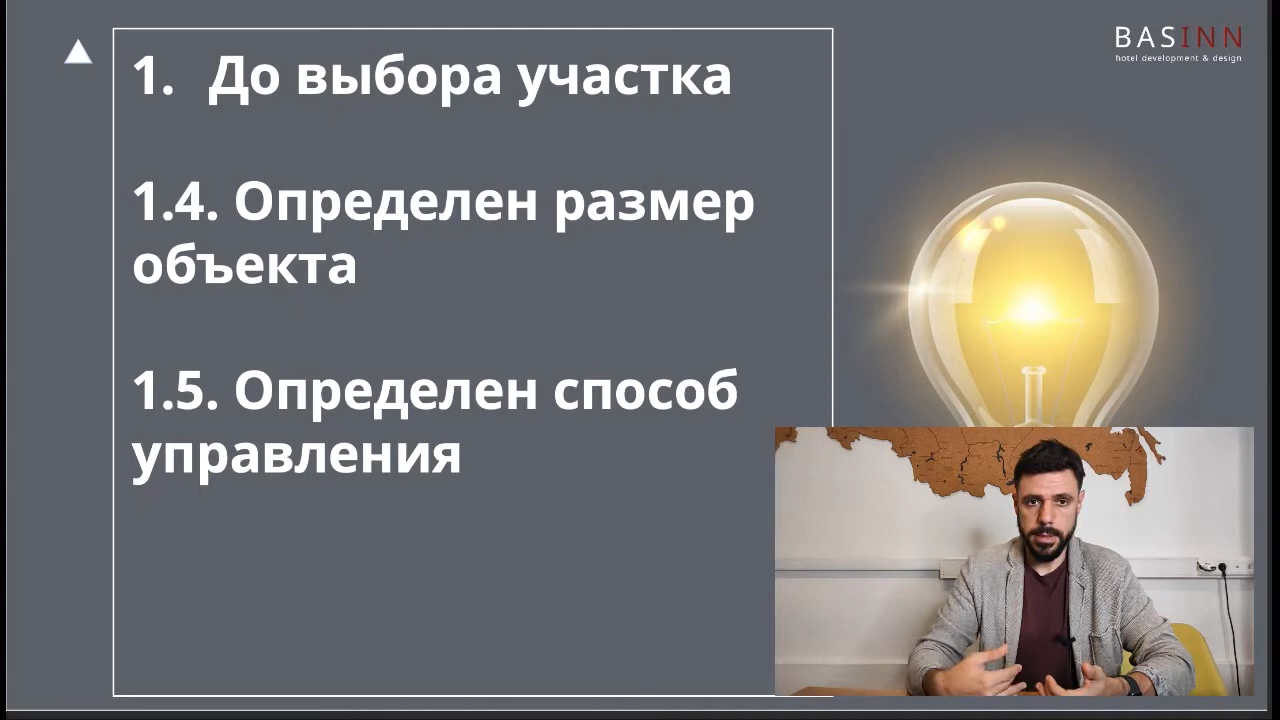 BASINN
hotel development & design
1. До выбора участка
1.4. Определен размер
объекта
1.5. Определен способ
управления